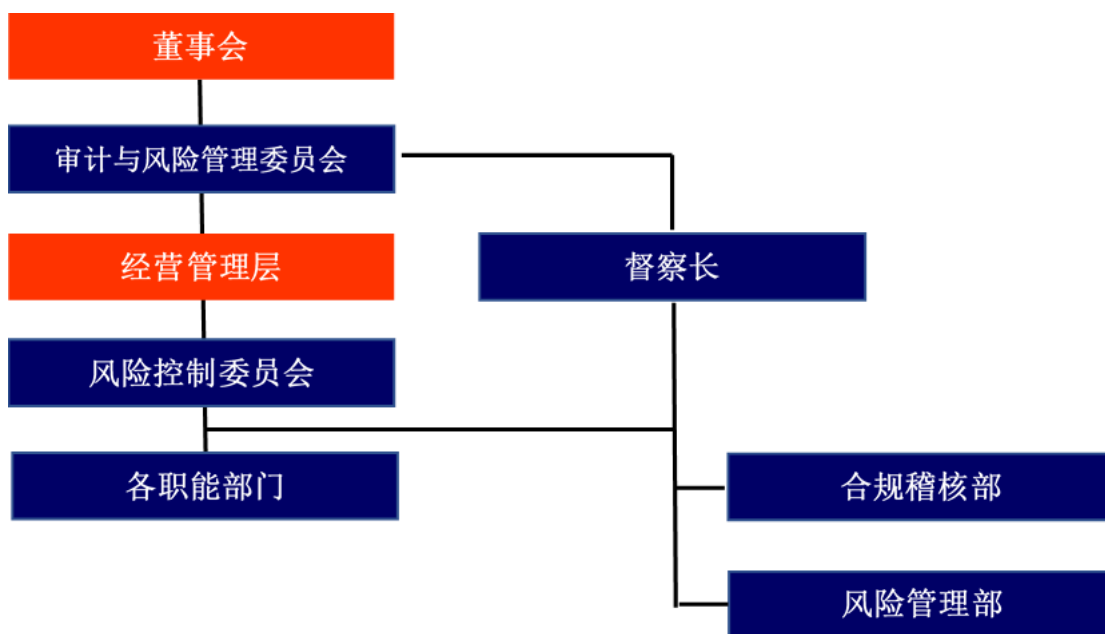 董事会
审计与风险管理委员会
经营管理层
督察长
风险控制委员会
各职能部门
合规稽核部
风险管理部